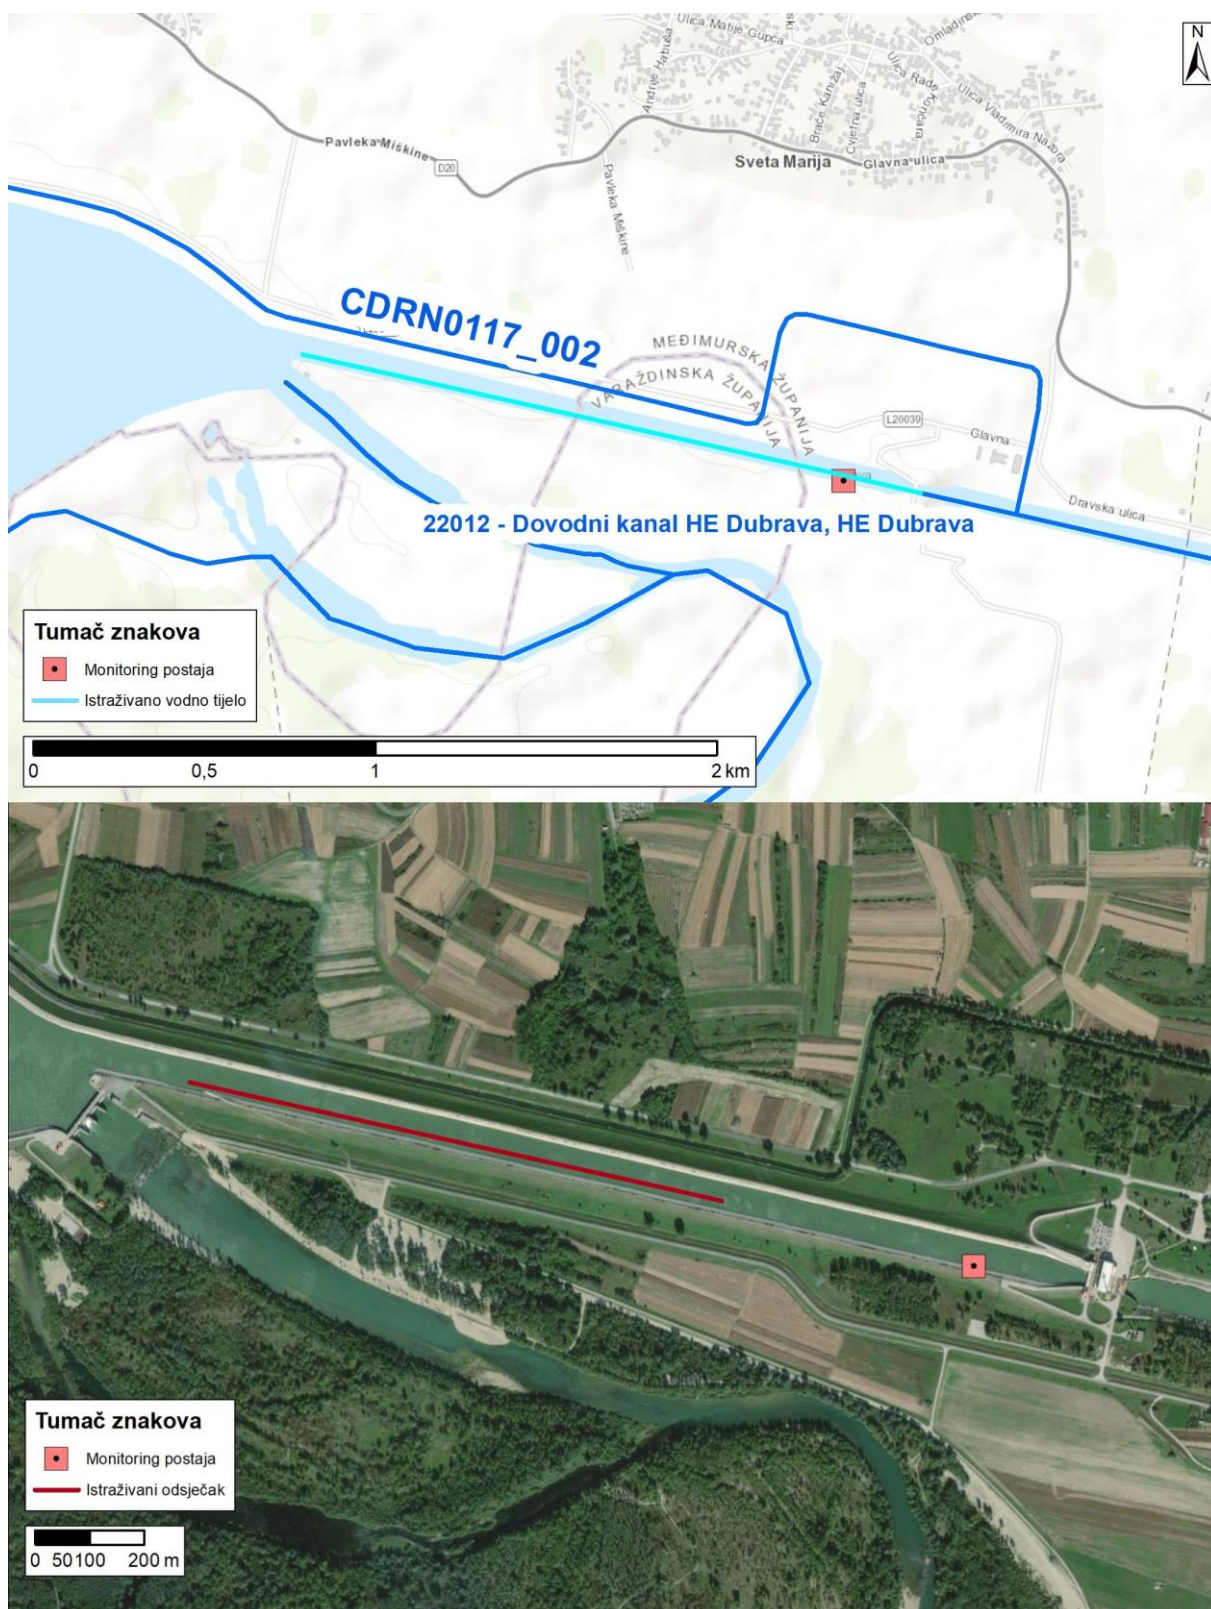 N
Ulica Matije Gupca
Andrije Habuša
Omladinsk
Ulica Rade Končara
Ulica Vladimira Nazora
Braće Kanižaj
Cvjetna ulica
Pavleka Miškine
D20
Sveta Marija
Glavna ulica
Pavleka Miškine
CDRN0117_002
MEĐIMURSKA ŽUPANIJA
VARAŽDINSKA ŽUPANIJA
L20039
Glavna
Dravska ulica
22012 - Dovodni kanal HE Dubrava, HE Dubrava
Tumač znakova
Monitoring postaja
Istraživano vodno tijelo
0 0,5 1 2 km
Tumač znakova
Monitoring postaja
Istraživani odsječak
0 50 100 200 m